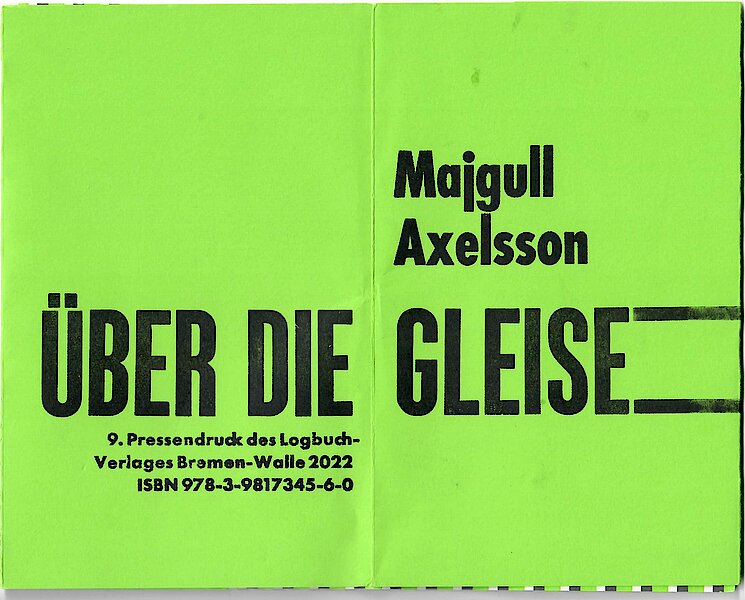 Majgull
Axelsson
ÜBER DIE GLEISE
9. Pressendruck des Logbuch-
Verlages Bremen-Walle 2022
ISBN 978-3-9817345-6-0